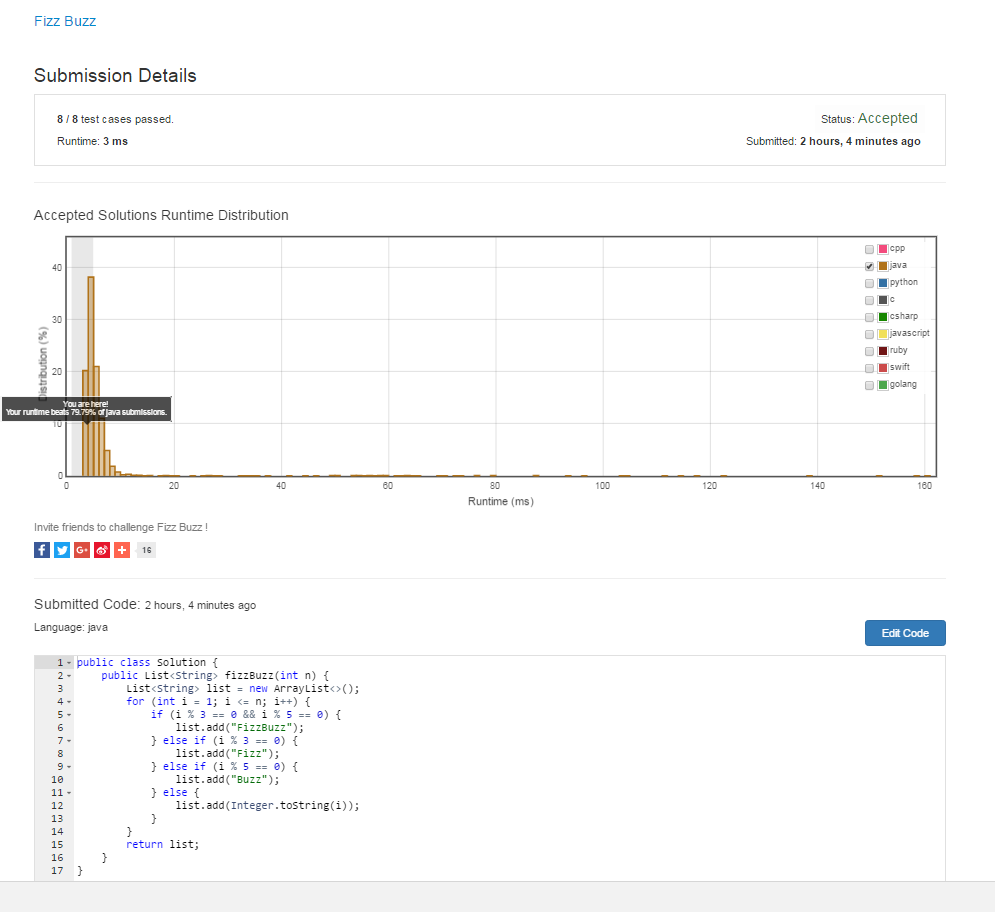 Fizz Buzz
Submission Details
8 / 8 test cases passed.
Status: Accepted
Runtime: 3 ms
Submitted: 2 hours, 4 minutes ago
Accepted Solutions Runtime Distribution
Distribution (%)
40
30
20
10
0
0 20 40 60 80 100 120 140 160
Runtime (ms)
cpp
java
python
c
csharp
javascript
ruby
swift
golang
You are here!
Your runtime beats 79.79% of java submissions.
Invite friends to challenge Fizz Buzz !
f G+ + 16
Submitted Code: 2 hours, 4 minutes ago
Language: java
Edit Code
1 public class Solution {
2     public List<String> fizzBuzz(int n) {
3         List<String> list = new ArrayList<>();
4         for (int i = 1; i <= n; i++) {
5             if (i % 3 == 0 && i % 5 == 0) {
6                 list.add("FizzBuzz");
7             } else if (i % 3 == 0) {
8                 list.add("Fizz");
9             } else if (i % 5 == 0) {
10                 list.add("Buzz");
11             } else {
12                 list.add(Integer.toString(i));
13             }
14         }
15         return list;
16     }
17 }